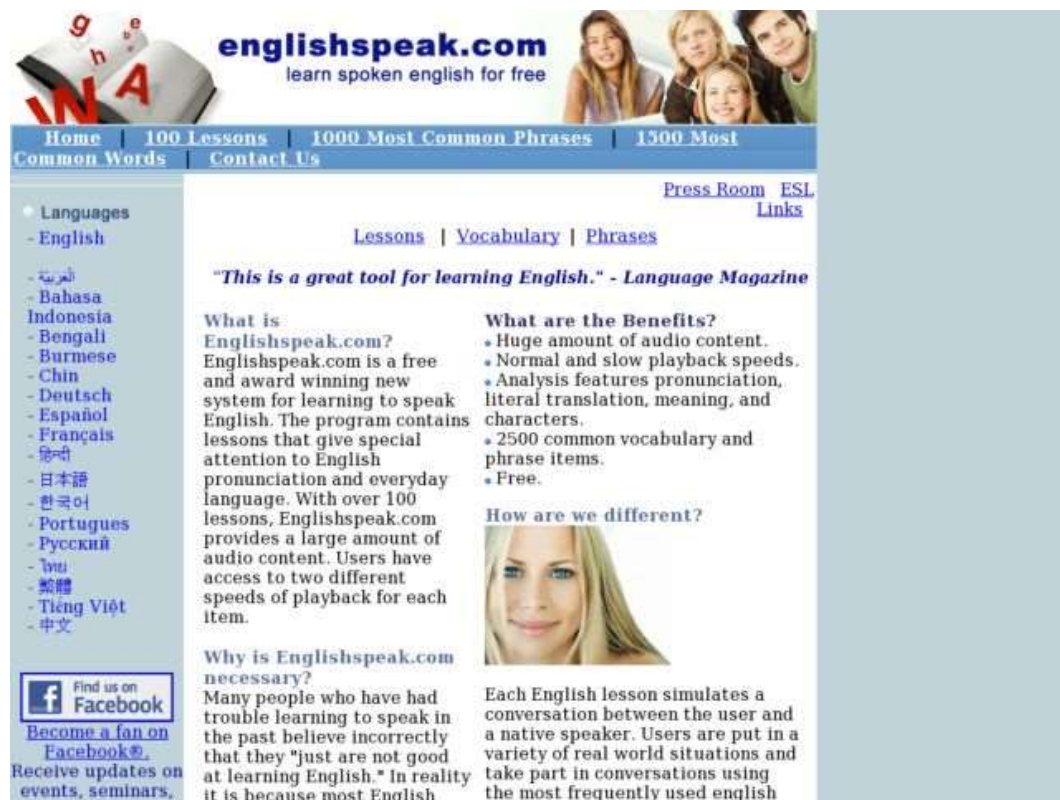 englishspeak.com
learn spoken english for free
Home | 100 Lessons | 1000 Most Common Phrases | 1500 Most
Common Words | Contact Us
Press Room ESL
Links
Languages
- English
- العربية
- Bahasa
Indonesia
- Bengali
- Burmese
- Chin
- Deutsch
- Español
- Français
- हिन्दी
- 日本語
- 한국어
- Portugues
- Русский
- ไทย
- 繁體
- Tiếng Việt
- 中文
Find us on
Facebook
Become a fan on
Facebook®.
Receive updates on
events, seminars,
Lessons | Vocabulary | Phrases
"This is a great tool for learning English." - Language Magazine
What is
Englishspeak.com?
Englishspeak.com is a free
and award winning new
system for learning to speak
English. The program contains
lessons that give special
attention to English
pronunciation and everyday
language. With over 100
lessons, Englishspeak.com
provides a large amount of
audio content. Users have
access to two different
speeds of playback for each
item.
Why is Englishspeak.com
necessary?
Many people who have had
trouble learning to speak in
the past believe incorrectly
that they "just are not good
at learning English." In reality
it is because most English
What are the Benefits?
Huge amount of audio content.
Normal and slow playback speeds.
Analysis features pronunciation,
literal translation, meaning, and
characters.
2500 common vocabulary and
phrase items.
Free.
How are we different?
Each English lesson simulates a
conversation between the user and
a native speaker. Users are put in a
variety of real world situations and
take part in conversations using
the most frequently used english